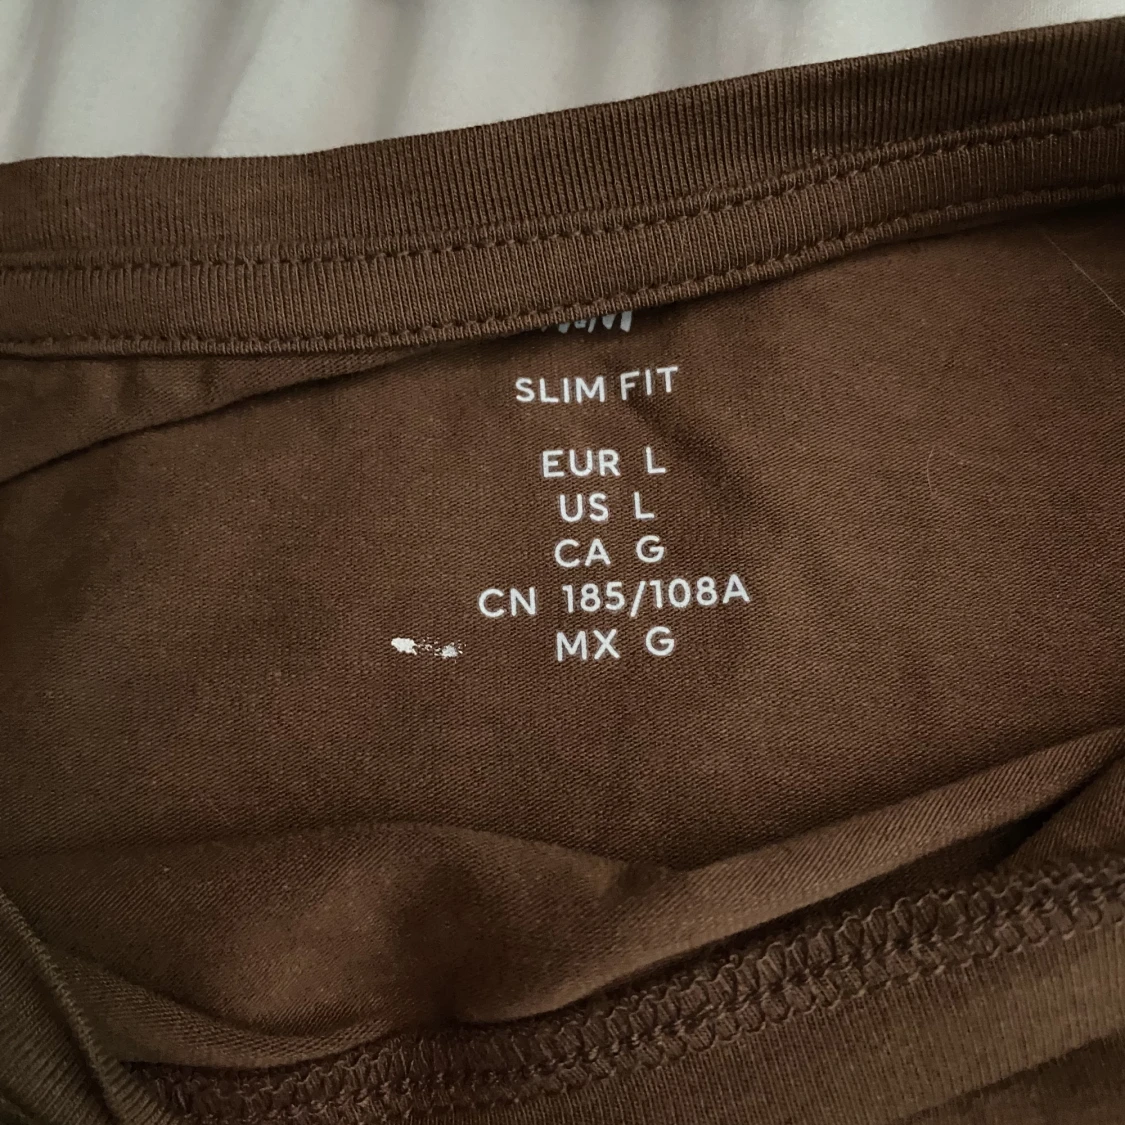 SLIM FIT
EUR L
US L
CA G
CN 185/108A
MX G